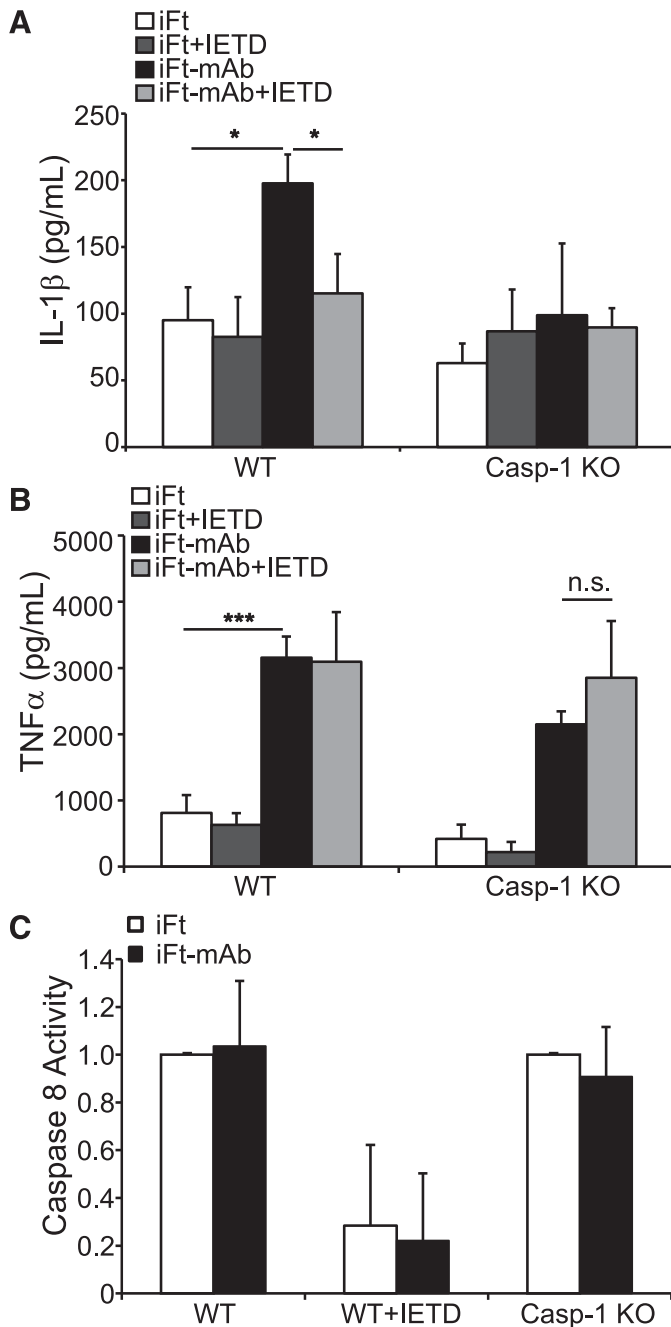 A
iFt
iFt+IETD
iFt-mAb
iFt-mAb+IETD
IL-1β (pg/mL)
250
200
150
100
50
0
* *
WT Casp-1 KO
B
iFt
iFt+IETD
iFt-mAb
iFt-mAb+IETD
TNFα (pg/mL)
5000
4000
3000
2000
1000
0
*** n.s.
WT Casp-1 KO
C
iFt
iFt-mAb
Caspase 8 Activity
1.4
1.2
1.0
0.8
0.6
0.4
0.2
0
WT WT+IETD Casp-1 KO